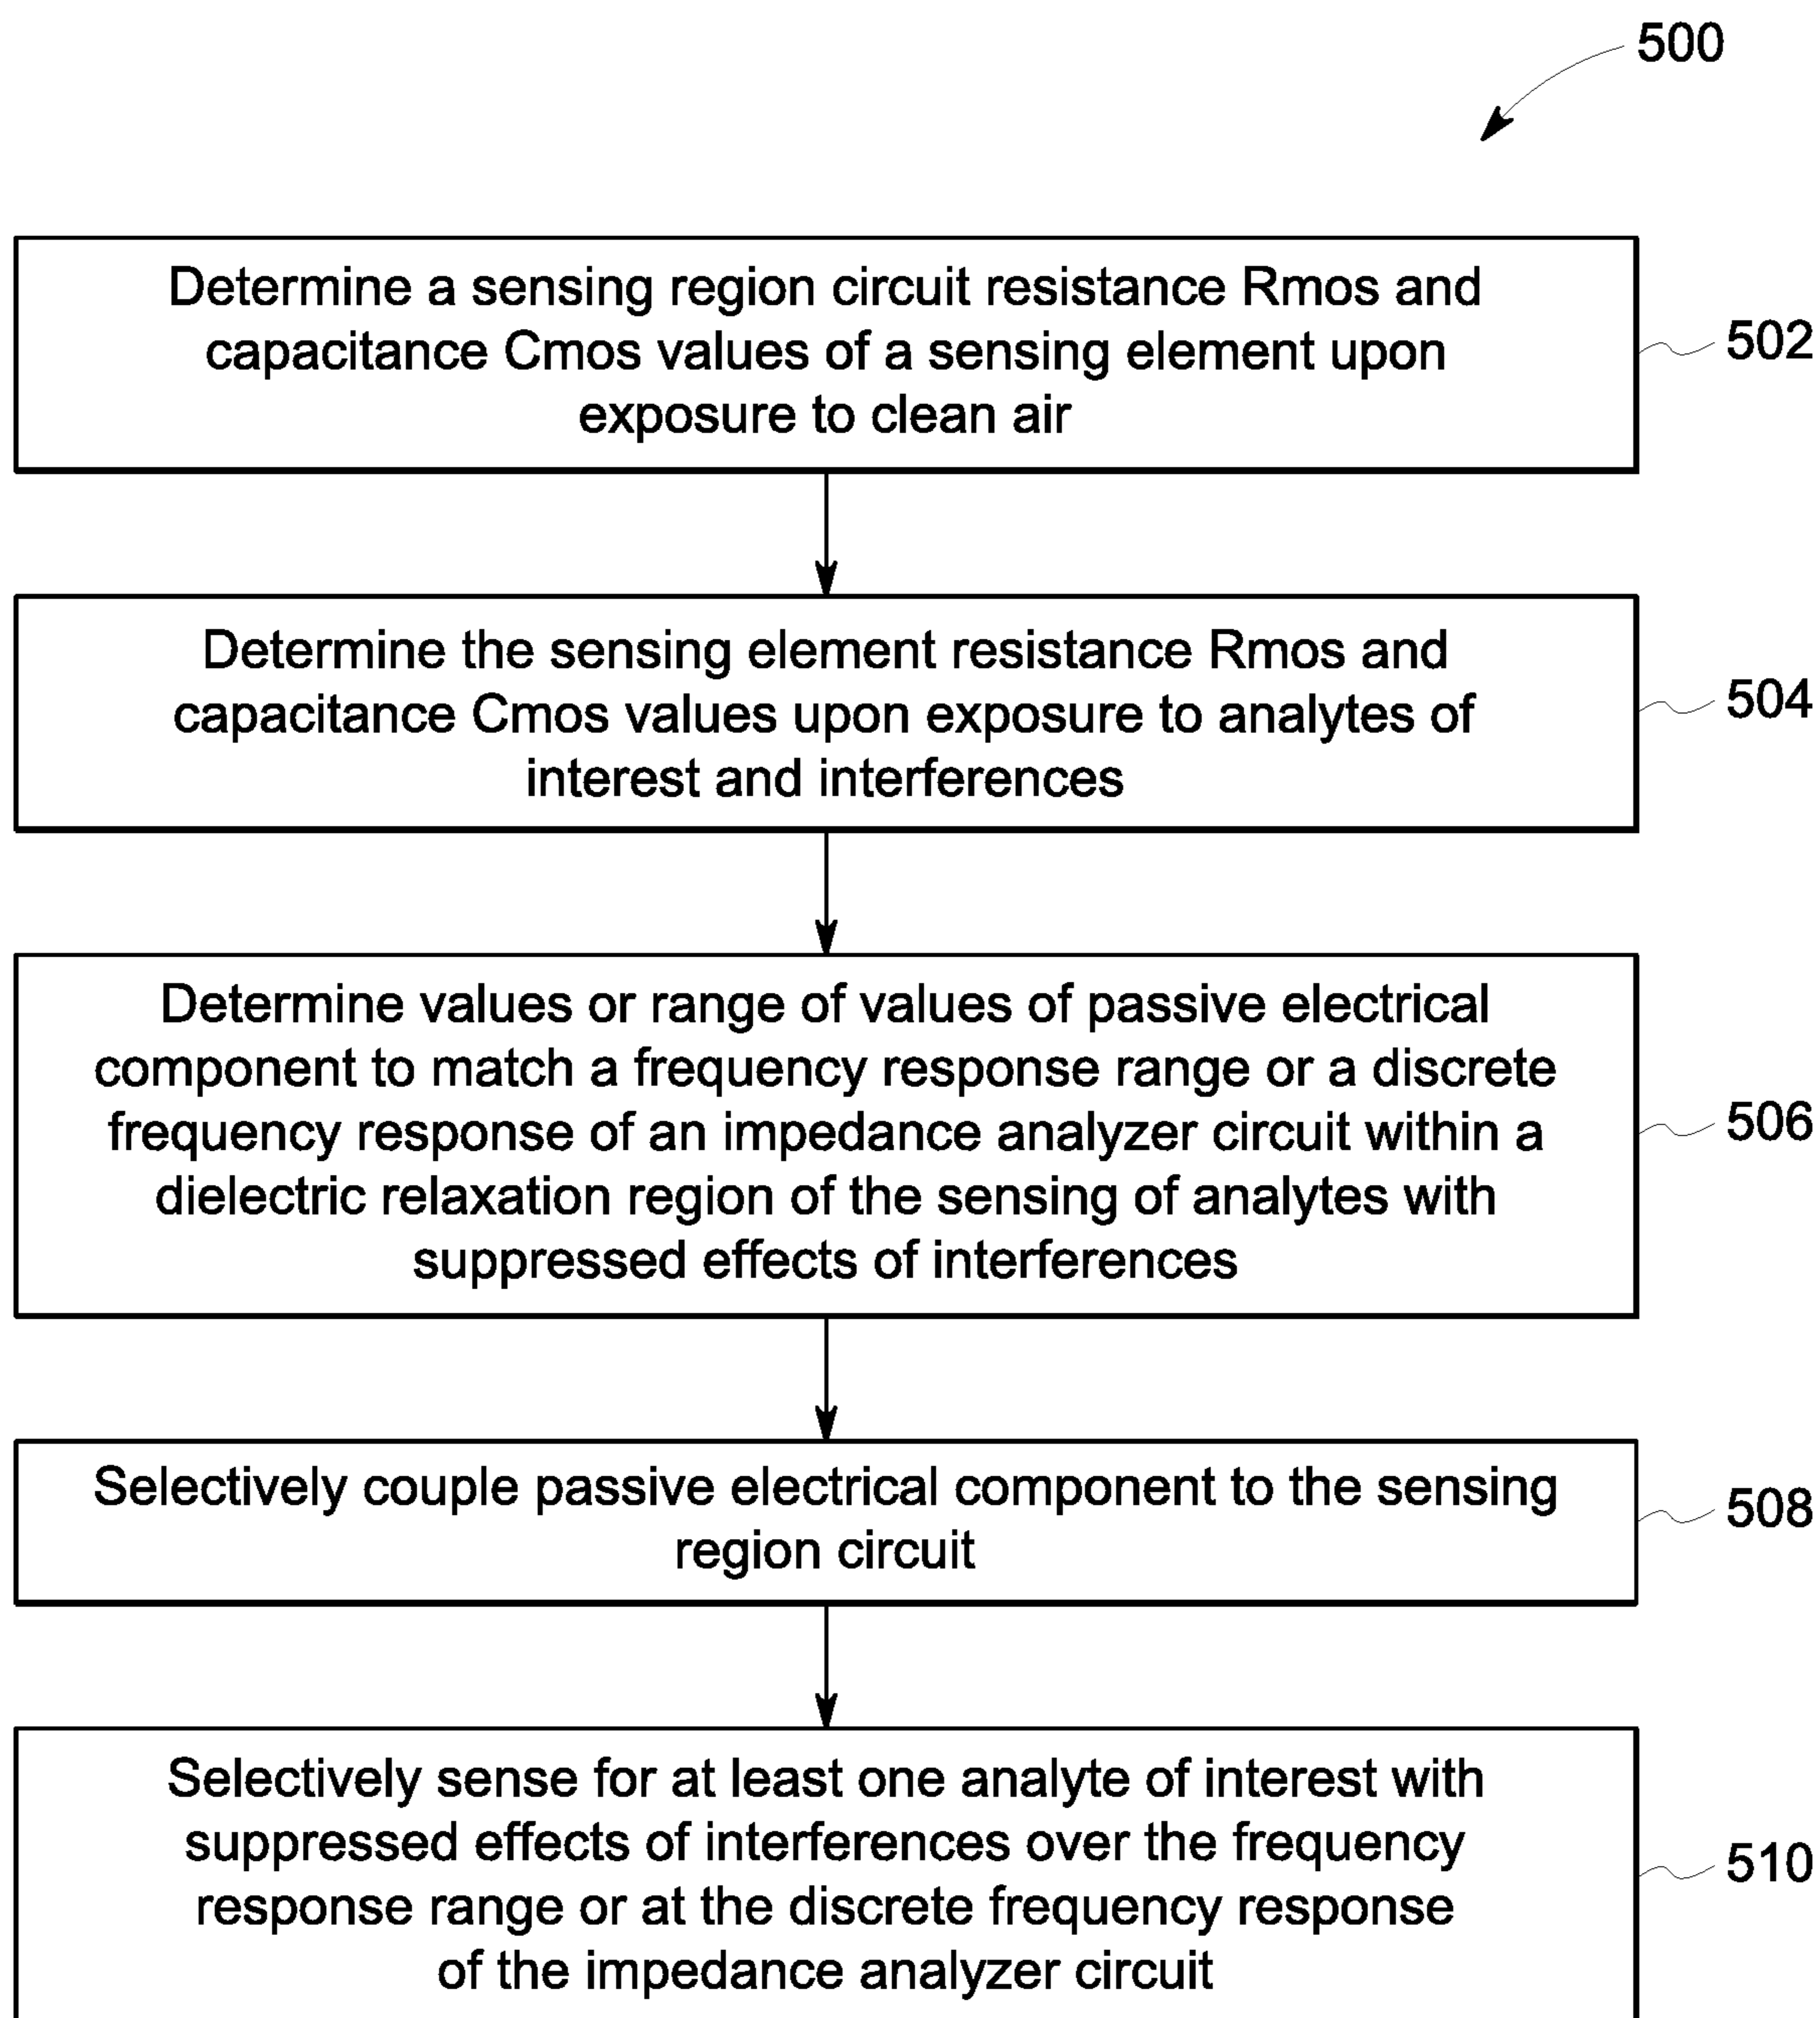 500
Determine a sensing region circuit resistance Rmos and
capacitance Cmos values of a sensing element upon
exposure to clean air
502
Determine the sensing element resistance Rmos and
capacitance Cmos values upon exposure to analytes of
interest and interferences
504
Determine values or range of values of passive electrical
component to match a frequency response range or a discrete
frequency response of an impedance analyzer circuit within a
dielectric relaxation region of the sensing of analytes with
suppressed effects of interferences
506
Selectively couple passive electrical component to the sensing
region circuit
508
Selectively sense for at least one analyte of interest with
suppressed effects of interferences over the frequency
response range or at the discrete frequency response
of the impedance analyzer circuit
510